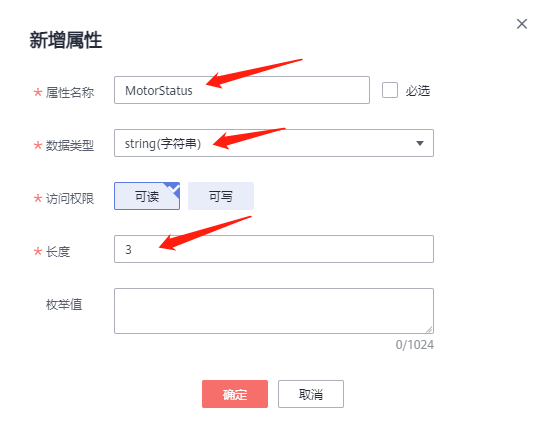 新增属性
* 属性名称 MotorStatus 必选
* 数据类型 string(字符串)
* 访问权限 可读 可写
* 长度 3
枚举值
0/1024
确定 取消